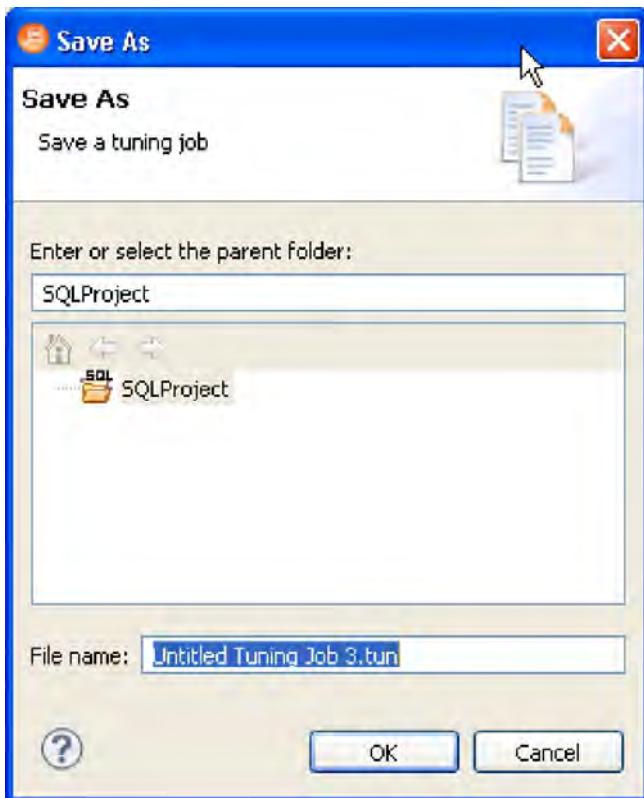 Save As
Save As
Save a tuning job
Enter or select the parent folder:
SQLProject
SQL
SQLProject
File name: Untitled Tuning Job 3.tun
?
OK Cancel